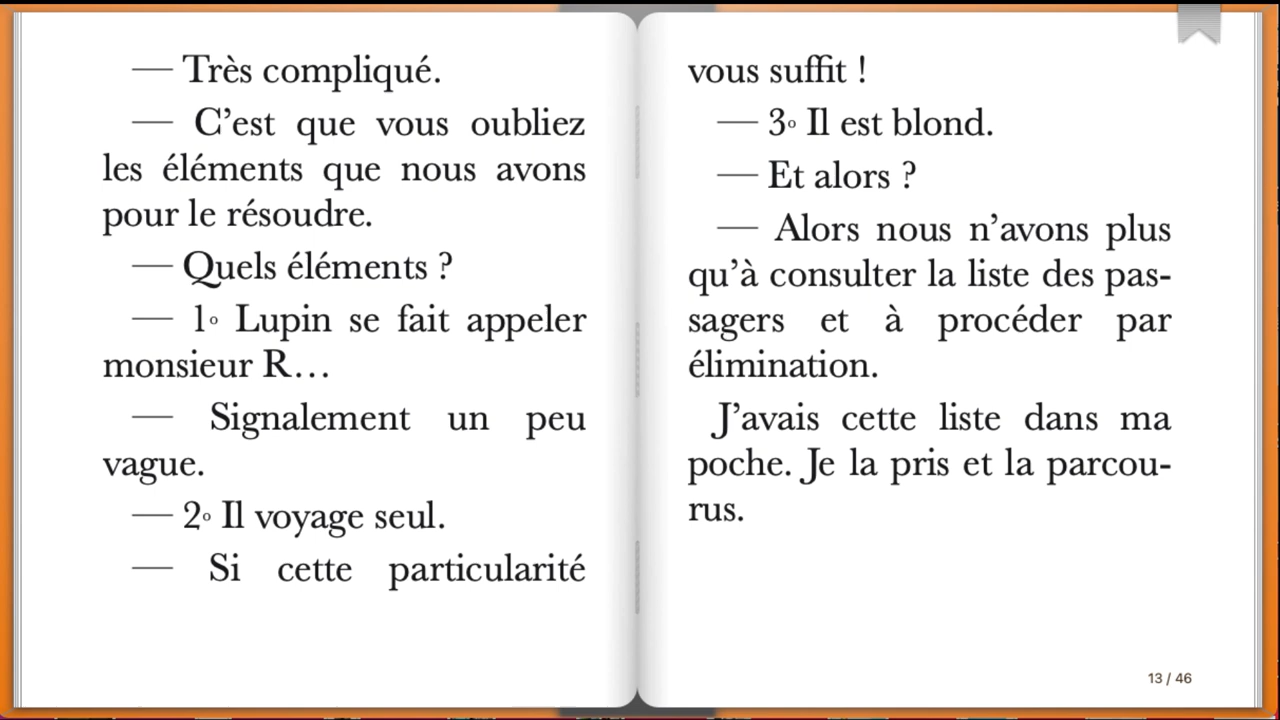 — Très compliqué.
— C’est que vous oubliez
les éléments que nous avons
pour le résoudre.
— Quels éléments ?
— 1º Lupin se fait appeler
monsieur R…
— Signalement un peu
vague.
— 2º Il voyage seul.
— Si cette particularité
vous suffit !
— 3º Il est blond.
— Et alors ?
— Alors nous n’avons plus
qu’à consulter la liste des pas-
sagers et à procéder par
élimination.
J’avais cette liste dans ma
poche. Je la pris et la parcou-
rus.
13 / 46